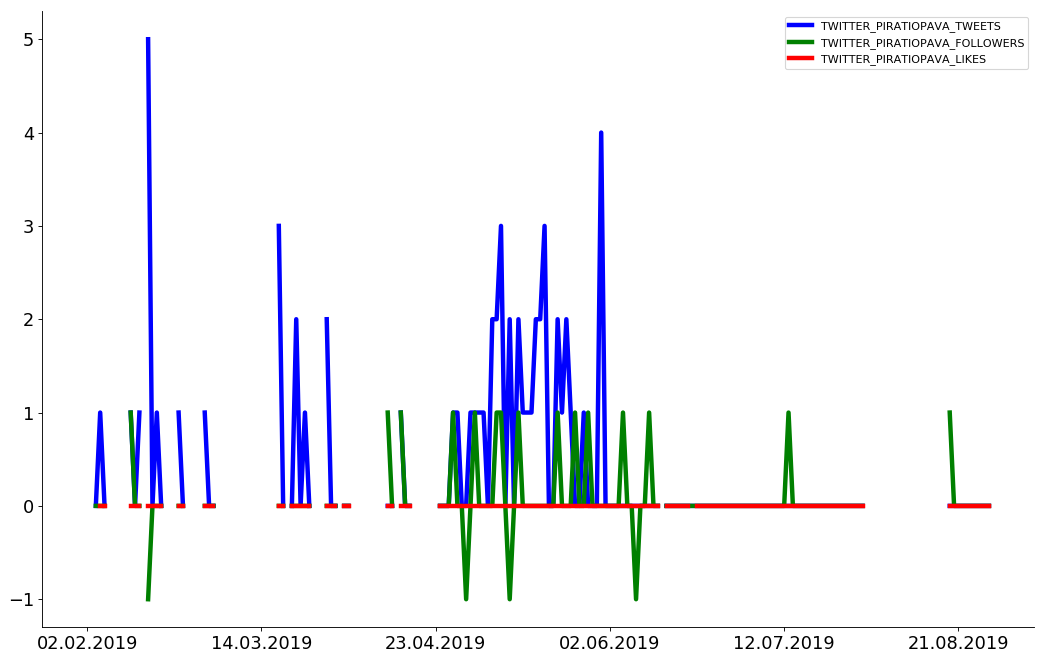 TWITTER_PIRATIOPAVA_TWEETS
TWITTER_PIRATIOPAVA_FOLLOWERS
TWITTER_PIRATIOPAVA_LIKES
5
4
3
2
1
0
−1
02.02.2019 14.03.2019 23.04.2019 02.06.2019 12.07.2019 21.08.2019